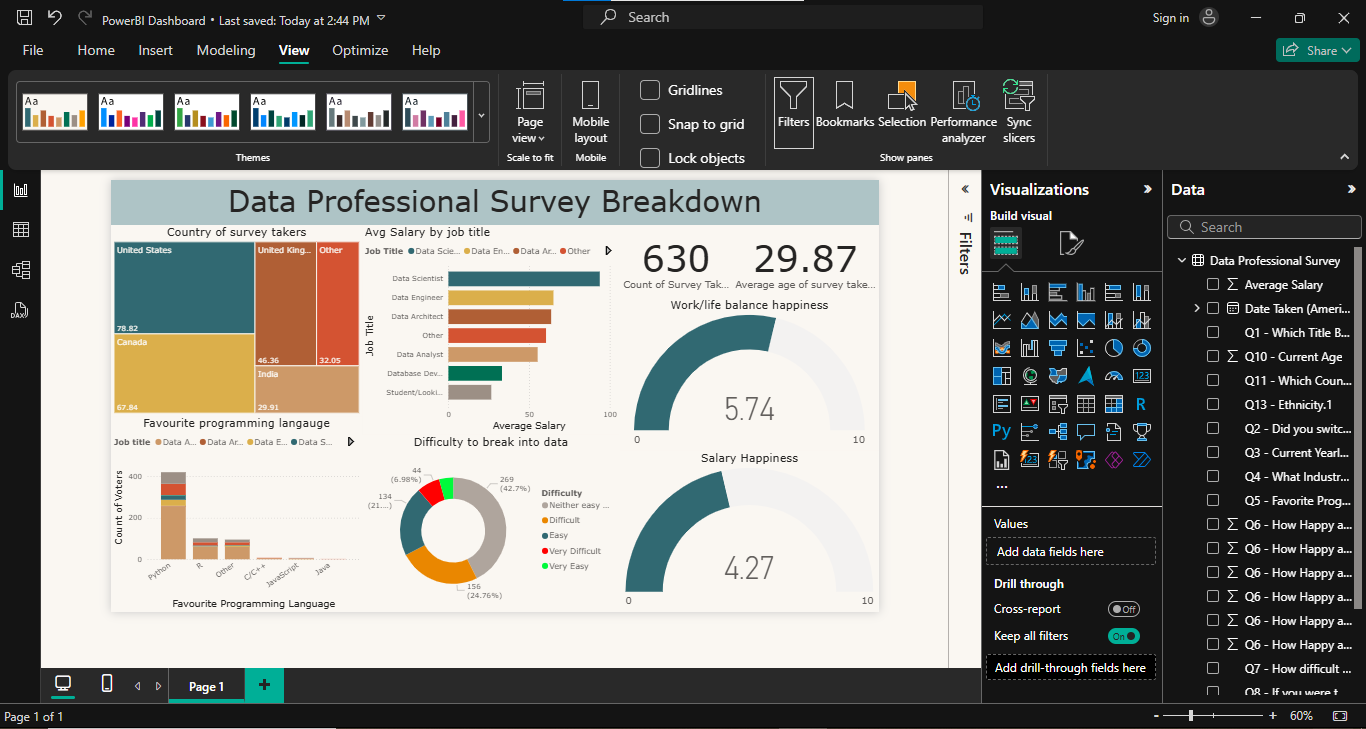 PowerBI Dashboard • Last saved: Today at 2:44 PM
Search
Sign in
File Home Insert Modeling View Optimize Help
Share
Aa Aa Aa Aa Aa Aa
Themes
Page view
Scale to fit
Mobile layout
Mobile
Gridlines
Snap to grid
Lock objects
Filters
Bookmarks
Selection
Performance analyzer
Sync slicers
Show panes
Data Professional Survey Breakdown
Country of survey takers
United States
78.82
Canada
67.84
United King...
46.36
Other
32.05
India
29.91
Avg Salary by job title
Job Title Data Scie... Data En... Data Ar... Other
Job Title
Data Scientist
Data Engineer
Data Architect
Other
Data Analyst
Database Dev...
Student/Looki...
0 50 100
Average Salary
630
Count of Survey Tak...
29.87
Average age of survey take...
Work/life balance happiness
5.74
0 10
Favourite programming langauge
Job title Data A... Data Ar... Data E... Data S...
Count of Voters
400
200
0
Python R Other C/C++ JavaScript Java
Favourite Programming Language
Difficulty to break into data
44
(6.98%)
134
(21....)
269
(42.7%)
156
(24.76%)
Difficulty
Neither easy ...
Difficult
Easy
Very Difficult
Very Easy
Salary Happiness
4.27
0 10
Filters
Visualizations
Build visual
123
R
Py
123
...
Values
Add data fields here
Drill through
Cross-report
Off
Keep all filters
On
Add drill-through fields here
Data
Search
Data Professional Survey
Average Salary
Date Taken (Ameri...
Q1 - Which Title B...
Q10 - Current Age
Q11 - Which Coun...
Q13 - Ethnicity.1
Q2 - Did you switc...
Q3 - Current Yearl...
Q4 - What Industr...
Q5 - Favorite Prog...
Q6 - How Happy a...
Q6 - How Happy a...
Q6 - How Happy a...
Q6 - How Happy a...
Q6 - How Happy a...
Q6 - How Happy a...
Q7 - How difficult ...
Q8 - If you were t...
DAX
Page 1
+
Page 1 of 1
- + 60%